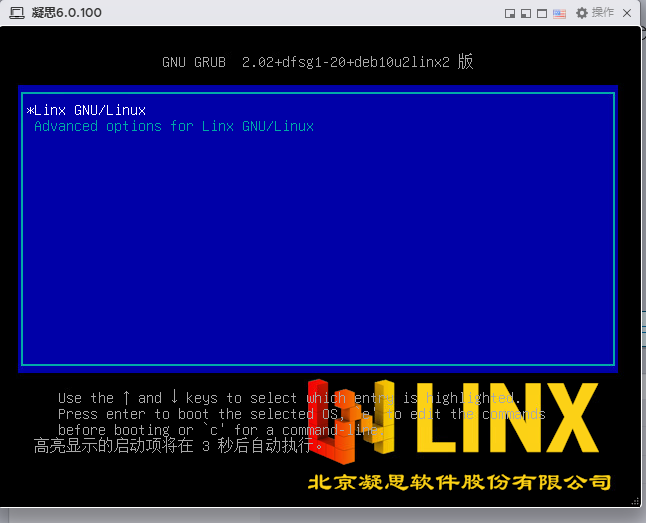 凝思6.0.100
操作
GNU GRUB 2.02+dfsg1-20+deb10u2linx2 版
*Linx GNU/Linux
Advanced options for Linx GNU/Linux
Use the ↑ and ↓ keys to select which entry is highlighted.
Press enter to boot the selected OS, `e' to edit the commands
before booting or `c' for a command-line.
高亮显示的启动项将在 3 秒后自动执行。
LINX
北京凝思软件股份有限公司